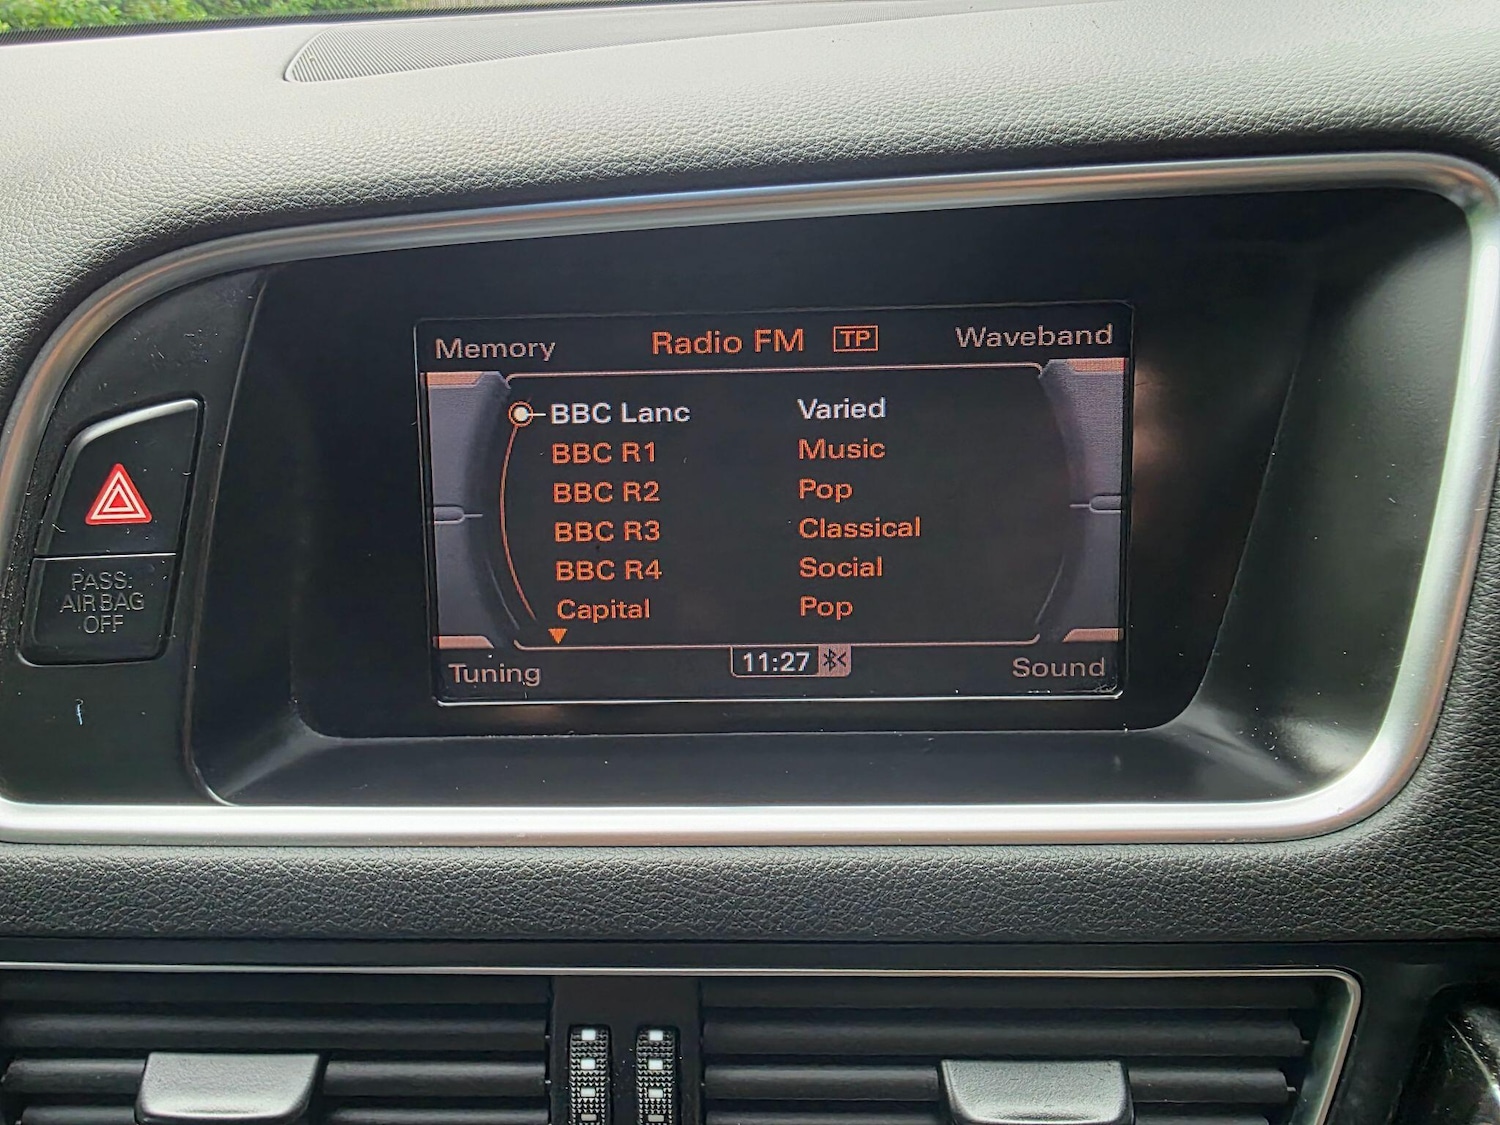 Memory Radio FM TP Waveband
BBC Lanc Varied
BBC R1 Music
BBC R2 Pop
BBC R3 Classical
BBC R4 Social
Capital Pop
Tuning 11:27 Sound
PASS.
AIR BAG
OFF